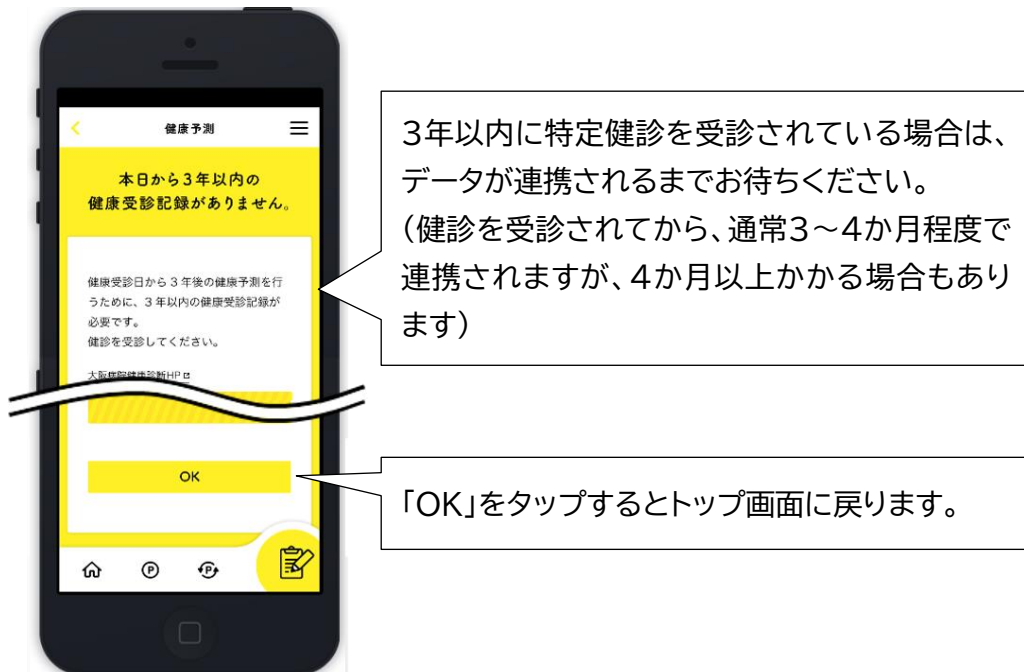 健康予測
本日から3年以内の
健康受診記録がありません。
健康受診日から3年後の健康予測を行
うために、3年以内の健康受診記録が
必要です。
健診を受診してください。
大阪病院健康診断HP
OK
P
P
3年以内に特定健診を受診されている場合は、
データが連携されるまでお待ちください。
(健診を受診されてから、通常3～4か月程度で
連携されますが、4か月以上かかる場合もあり
ます)
「OK」をタップするとトップ画面に戻ります。